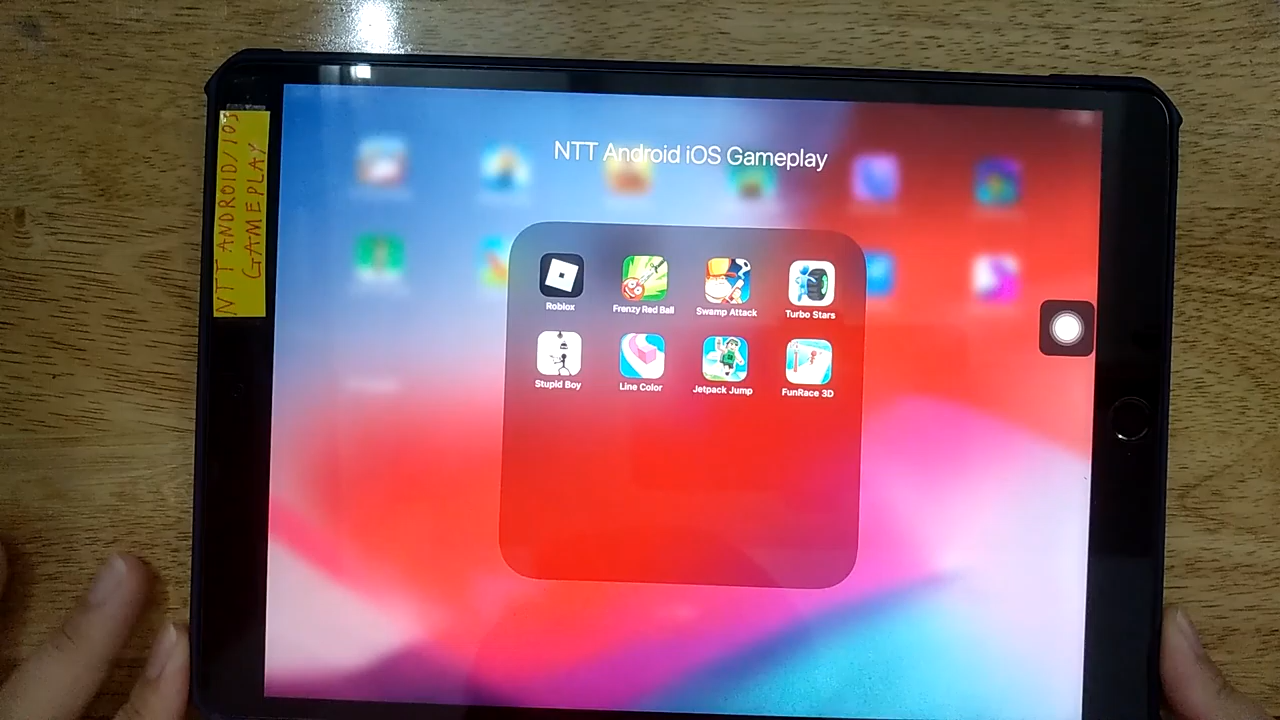 NTT ANDROID/IOS
GAMEPLAY
NTT Android iOS Gameplay
Roblox
Frenzy Red Ball
Swamp Attack
Turbo Stars
Stupid Boy
Line Color
Jetpack Jump
FunRace 3D